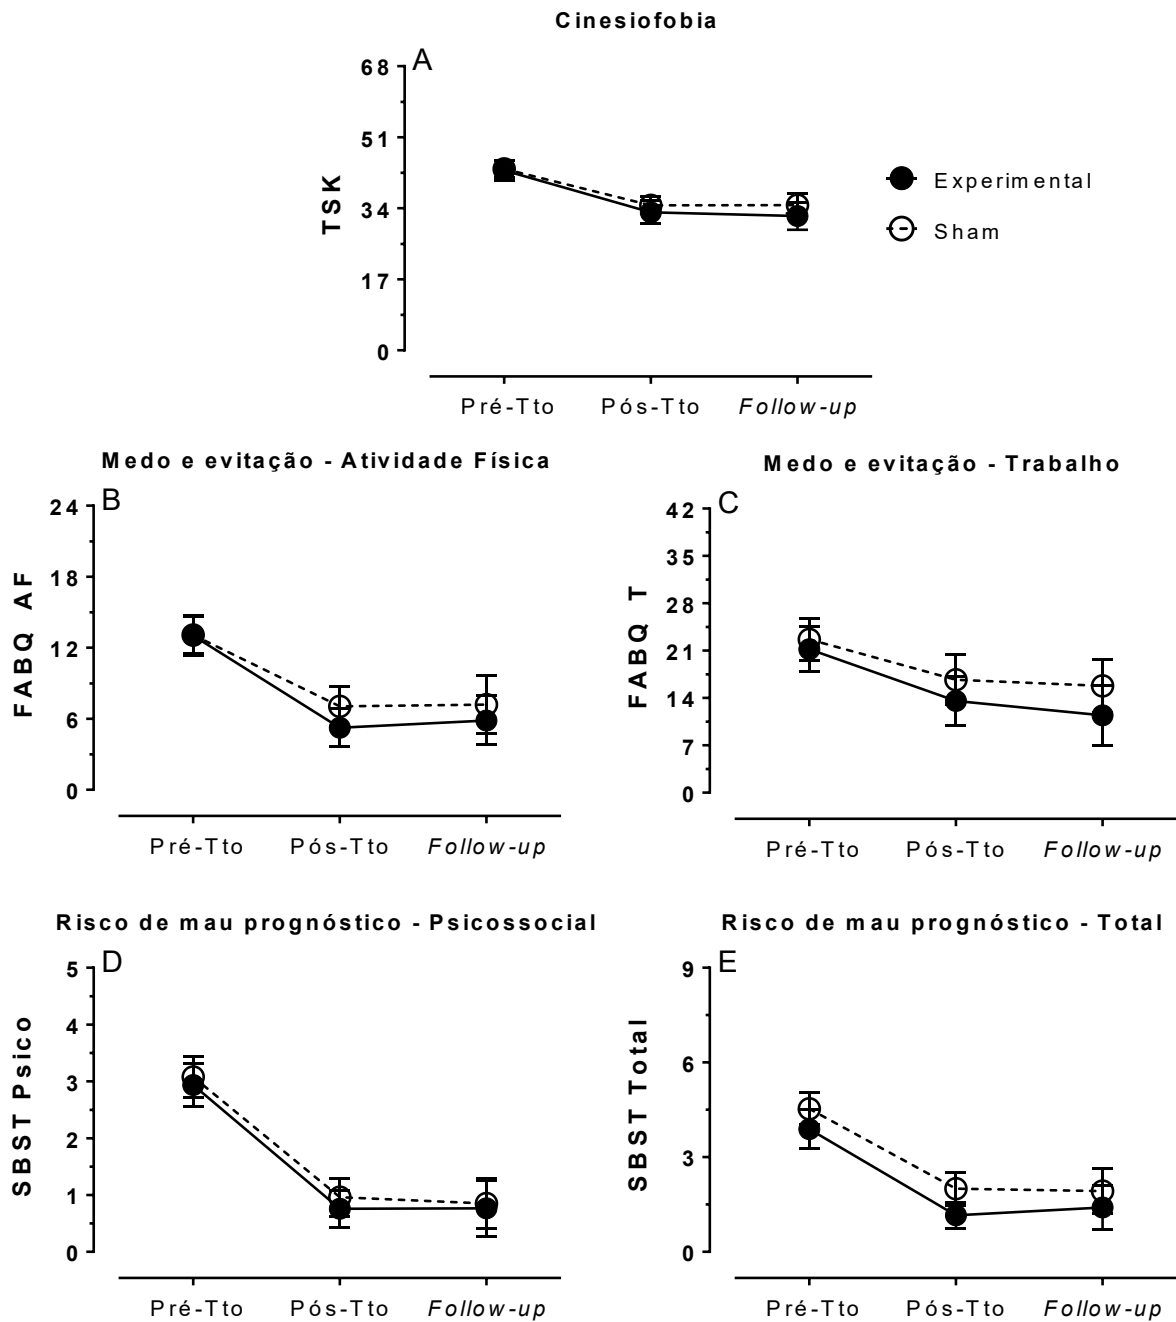 Cinesiofobia
A
68
51
34
17
0
TSK
Experimental
Sham
Pré-Tto Pós-Tto Follow-up
Medo e evitação - Atividade Física
B
24
18
12
6
0
FABQ AF
Pré-Tto Pós-Tto Follow-up
Medo e evitação - Trabalho
C
42
35
28
21
14
7
0
FABQ T
Pré-Tto Pós-Tto Follow-up
Risco de mau prognóstico - Psicossocial
D
5
4
3
2
1
0
SBST Psico
Pré-Tto Pós-Tto Follow-up
Risco de mau prognóstico - Total
E
9
6
3
0
SBST Total
Pré-Tto Pós-Tto Follow-up